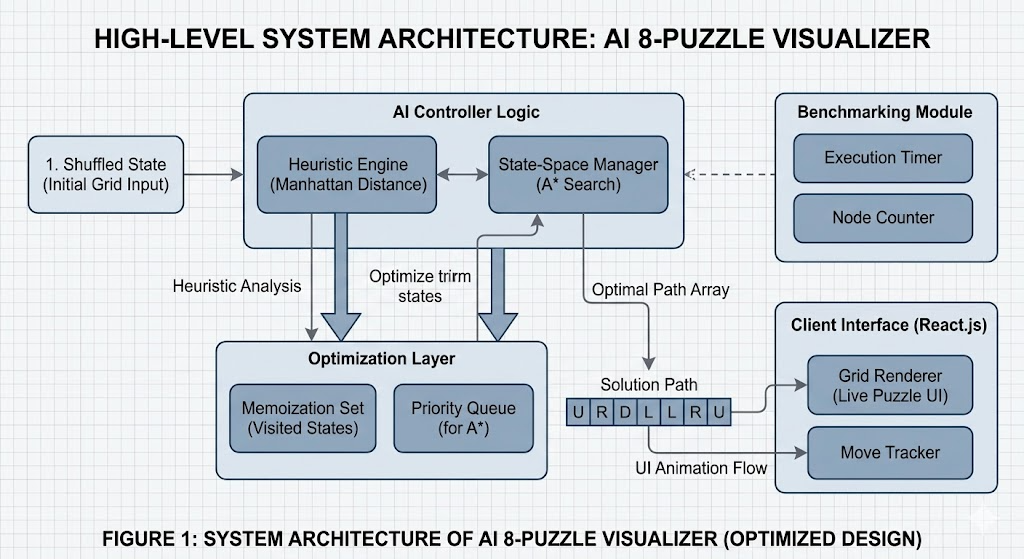 HIGH-LEVEL SYSTEM ARCHITECTURE: AI 8-PUZZLE VISUALIZER
1. Shuffled State
(Initial Grid Input)
AI Controller Logic
Heuristic Engine
(Manhattan Distance)
State-Space Manager
(A* Search)
Benchmarking Module
Execution Timer
Node Counter
Heuristic Analysis
Optimize trirm
states
Optimal Path Array
Optimization Layer
Memoization Set
(Visited States)
Priority Queue
(for A*)
Solution Path
U R D L L R U
UI Animation Flow
Client Interface (React.js)
Grid Renderer
(Live Puzzle UI)
Move Tracker
FIGURE 1: SYSTEM ARCHITECTURE OF AI 8-PUZZLE VISUALIZER (OPTIMIZED DESIGN)